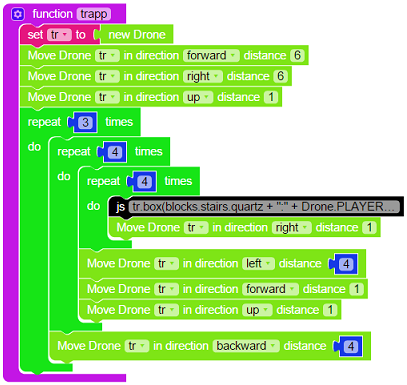 function trapp
set tr to new Drone
Move Drone tr in direction forward distance 6
Move Drone tr in direction right distance 6
Move Drone tr in direction up distance 1
repeat 3 times
do repeat 4 times
do repeat 4 times
do js tr.box(blocks.stairs.quartz + ":" + Drone.PLAYER...
Move Drone tr in direction right distance 1
Move Drone tr in direction left distance 4
Move Drone tr in direction forward distance 1
Move Drone tr in direction up distance 1
Move Drone tr in direction backward distance 4